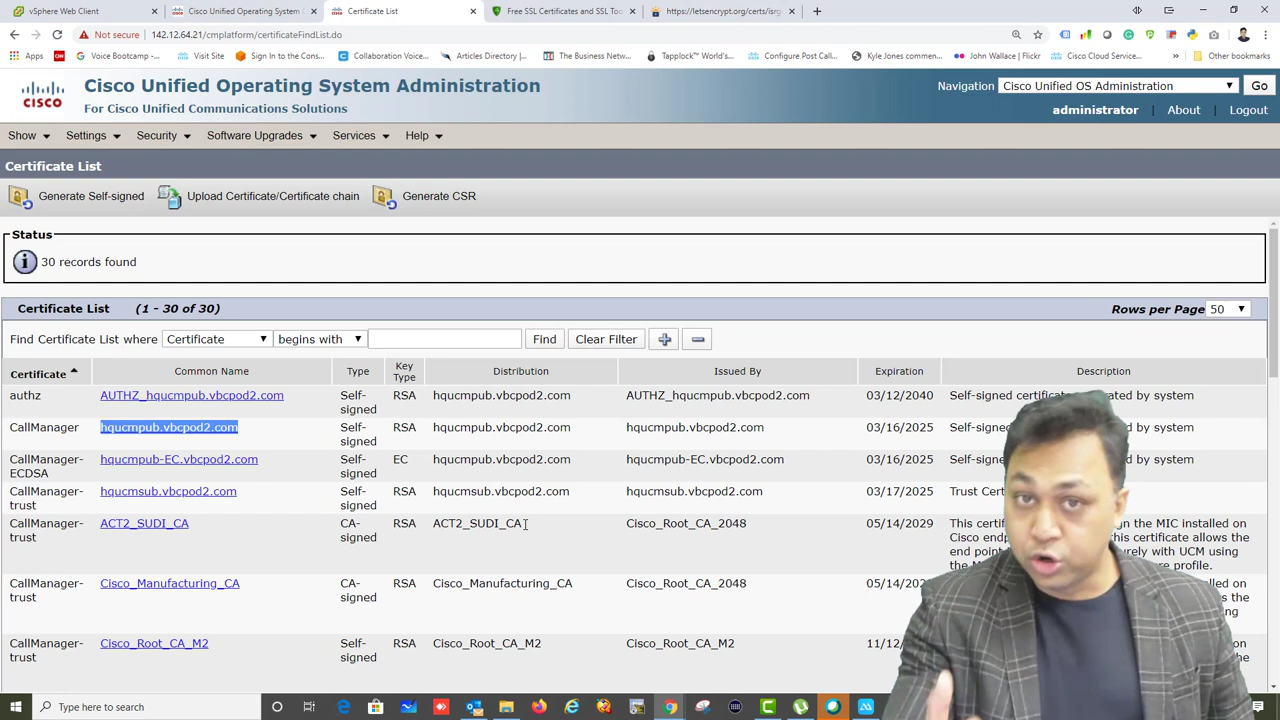 vSphere Web Client
Cisco Unified Operating System
Certificate List
Free SSL Certificates and SSL Too
https://letsencrypt.org/certs/isrg
Not secure
142.12.64.21/cmplatform/certificateFindList.do
Apps
Voice Bootcamp -...
Visit Site
Sign In to the Cons...
Collaboration Voice...
Articles Directory |...
The Business Netw...
Tapplock™ World's...
Configure Post Call...
Kyle Jones commen...
John Wallace | Frost
Cisco Cloud Service...
Other bookmarks
Cisco Unified Operating System Administration
For Cisco Unified Communications Solutions
CISCO
Navigation Cisco Unified OS Administration Go
administrator | About | Logout
Show Settings Security Software Upgrades Services Help
Certificate List
Generate Self-signed Upload Certificate/Certificate chain Generate CSR
Status
30 records found
Certificate List (1 - 30 of 30) Rows per Page 50
Find Certificate List where Certificate begins with Find Clear Filter
Certificate Common Name Type Key Type Distribution Issued By Expiration Description
authz AUTHZ_hqucmpub.vbcpod2.com Self-signed RSA hqucmpub.vbcpod2.com AUTHZ_hqucmpub.vbcpod2.com 03/12/2040 Self-signed certificate by system
CallManager hqucmpub.vbcpod2.com Self-signed RSA hqucmpub.vbcpod2.com hqucmpub.vbcpod2.com 03/16/2025 Self-signed by system
CallManager-ECDSA hqucmpub-EC.vbcpod2.com Self-signed EC hqucmpub.vbcpod2.com hqucmpub-EC.vbcpod2.com 03/16/2025 Self-signed by system
CallManager-trust hqucmsub.vbcpod2.com Self-signed RSA hqucmsub.vbcpod2.com hqucmsub.vbcpod2.com 03/17/2025 Trust
CallManager-trust ACT2_SUDI_CA CA-signed RSA ACT2_SUDI_CA Cisco_Root_CA_2048 05/14/2029 This the MIC installed on
Cisco this certificate allows the
end using
the profile.
CallManager-trust Cisco_Manufacturing_CA CA-signed RSA Cisco_Manufacturing_CA Cisco_Root_CA_2048 on
the
CallManager-trust Cisco_Root_CA_M2 Self-signed RSA Cisco_Root_CA_M2 Cisco_Root_CA_M2 on
the
Type here to search